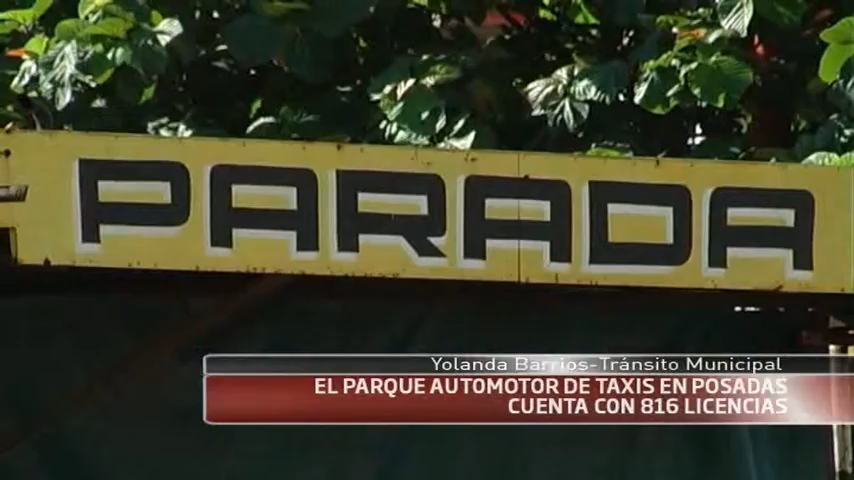 PARADA
Yolanda Barrios-Tránsito Municipal
EL PARQUE AUTOMOTOR DE TAXIS EN POSADAS
CUENTA CON 816 LICENCIAS